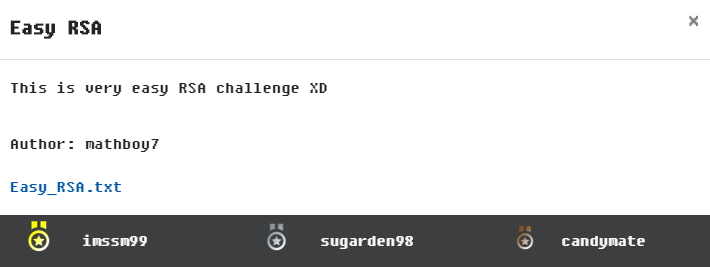 Easy RSA ×
This is very easy RSA challenge XD
Author: mathboy7
Easy_RSA.txt
imssm99 sugarden98 candymate